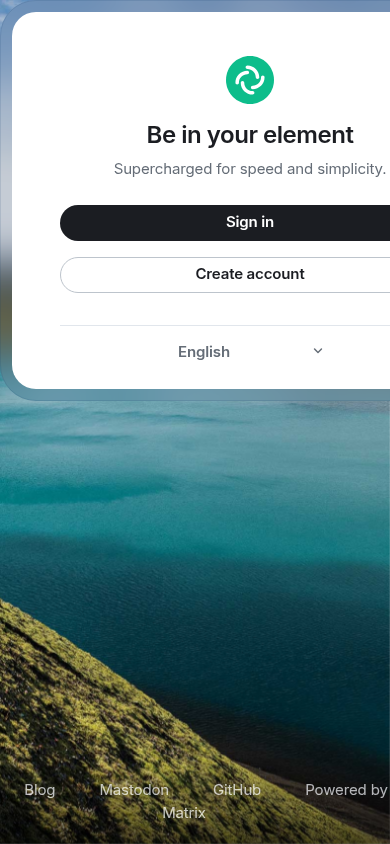 Be in your element
Supercharged for speed and simplicity.
Sign in
Create account
English
Blog Mastodon GitHub Powered by
Matrix